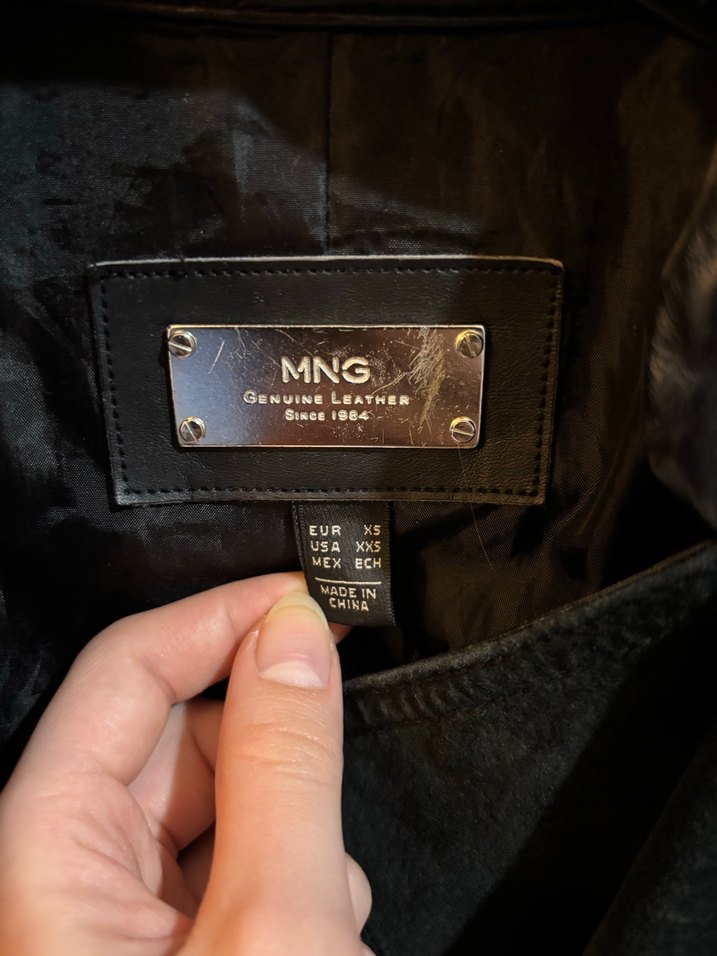 MNG
GENUINE LEATHER
SINCE 1984
EUR XS
USA XXS
MEX ECH
MADE IN
CHINA